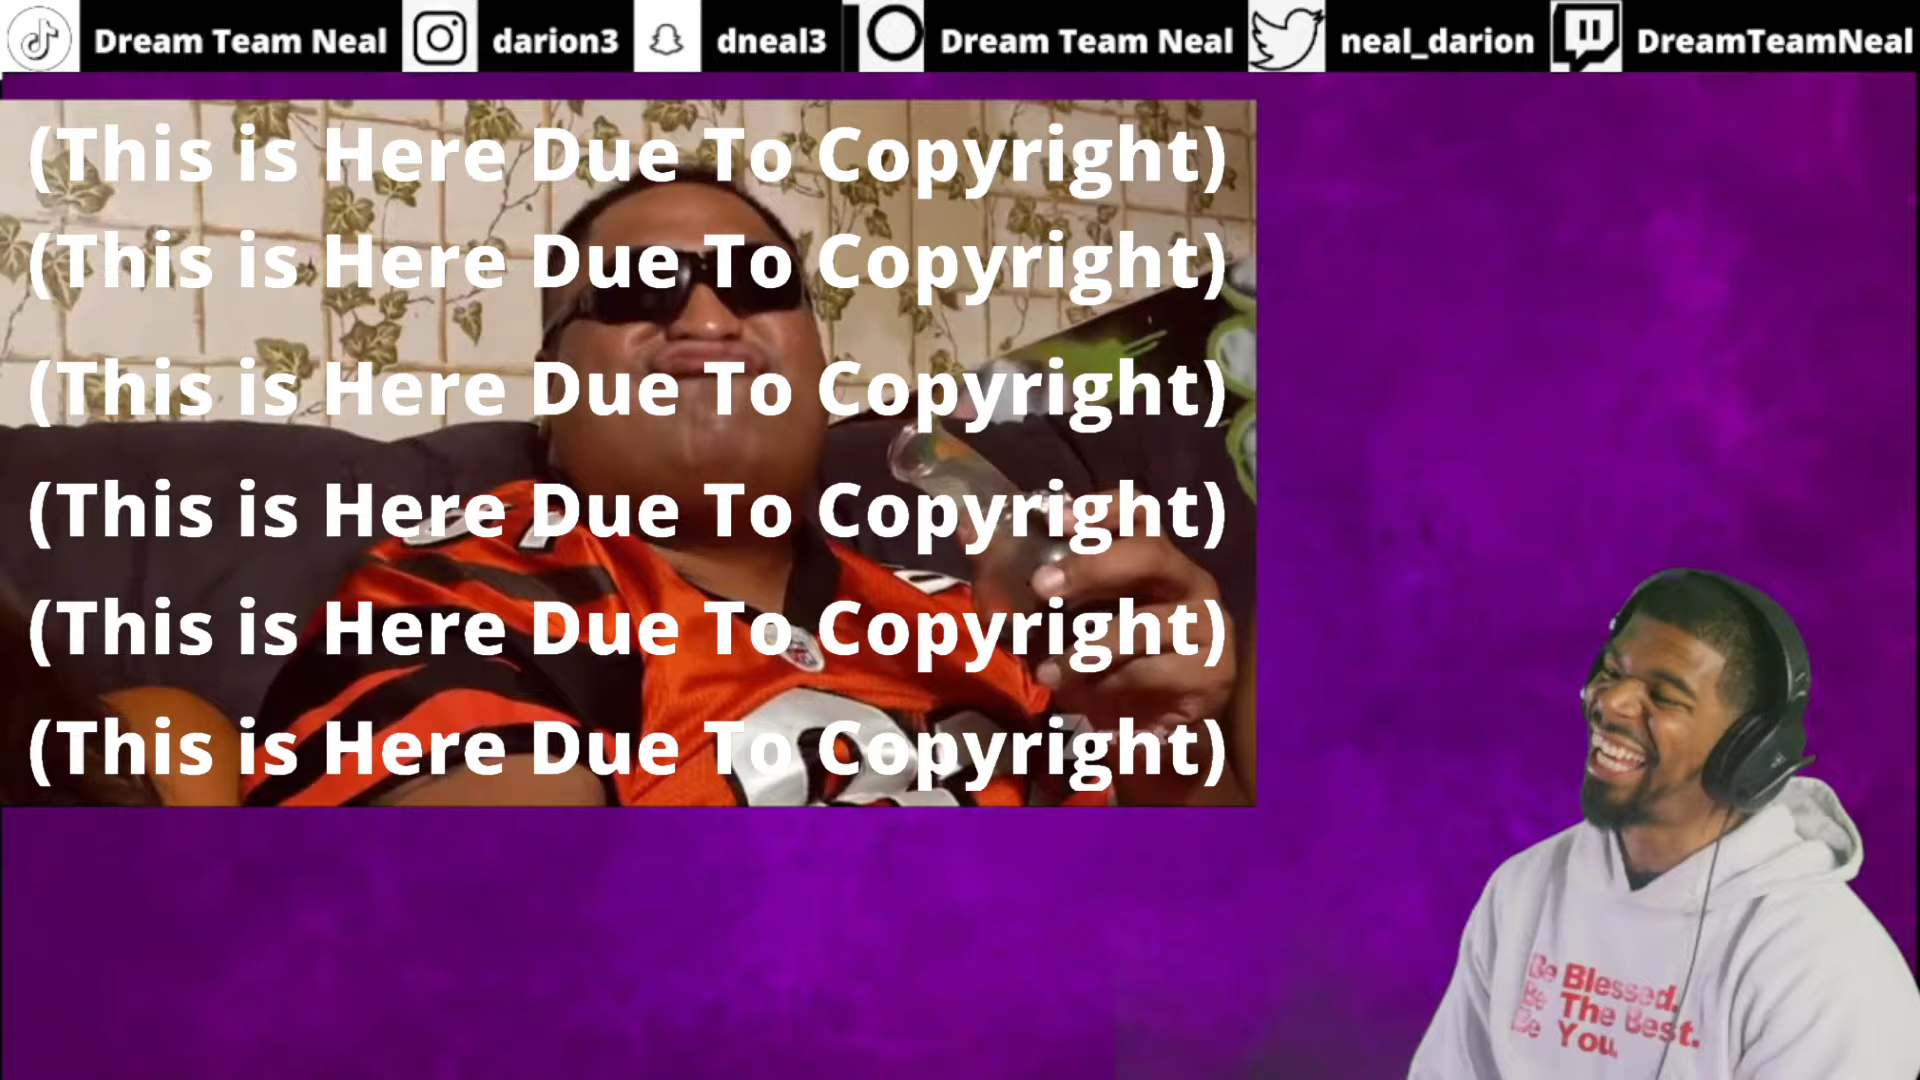 Dream Team Neal darion3 dneal3 Dream Team Neal neal_darion DreamTeamNeal
(This is Here Due To Copyright)
(This is Here Due To Copyright)
(This is Here Due To Copyright)
(This is Here Due To Copyright)
(This is Here Due To Copyright)
(This is Here Due To Copyright)
Be Blessed.
Be The Best.
Be You.